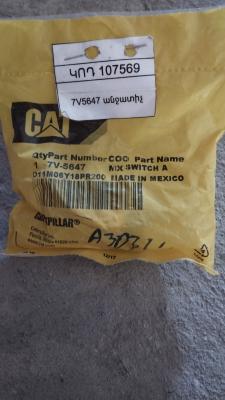 ԿՈԴ 107569
7V5647 անջատիչ
CAT
Qty Part Number COO Part Name
1 7V-5647 MX SWITCH A
D11M06Y18PR200 MADE IN MEXICO
CATERPILLAR